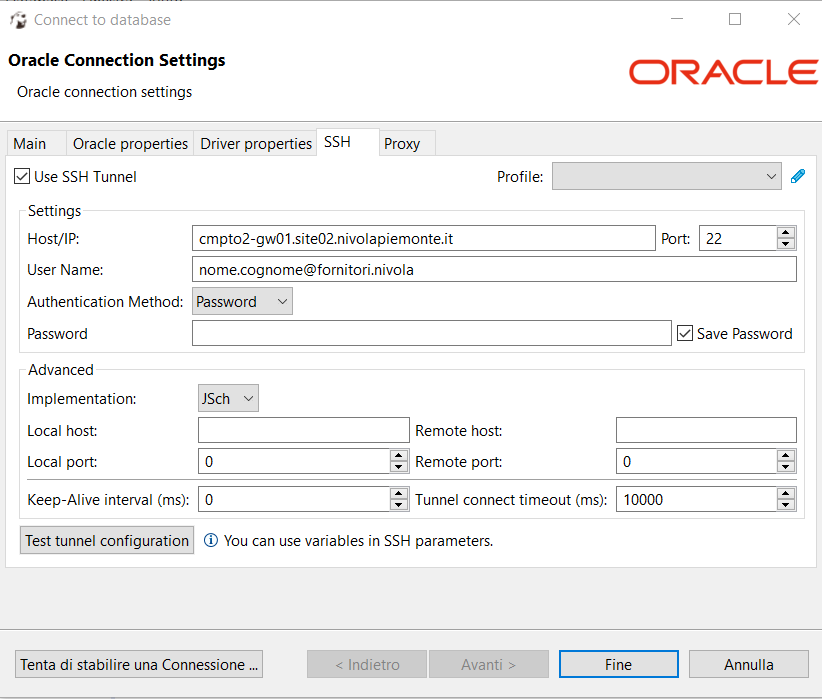 Connect to database
Oracle Connection Settings
Oracle connection settings
ORACLE
Main Oracle properties Driver properties SSH Proxy
Use SSH Tunnel Profile:
Settings
Host/IP: cmpto2-gw01.site02.nivolapiemonte.it Port: 22
User Name: nome.cognome@fornitori.nivola
Authentication Method: Password
Password Save Password
Advanced
Implementation: JSch
Local host: Remote host:
Local port: 0 Remote port: 0
Keep-Alive interval (ms): 0 Tunnel connect timeout (ms): 10000
Test tunnel configuration You can use variables in SSH parameters.
Tenta di stabilire una Connessione ... < Indietro Avanti > Fine Annulla